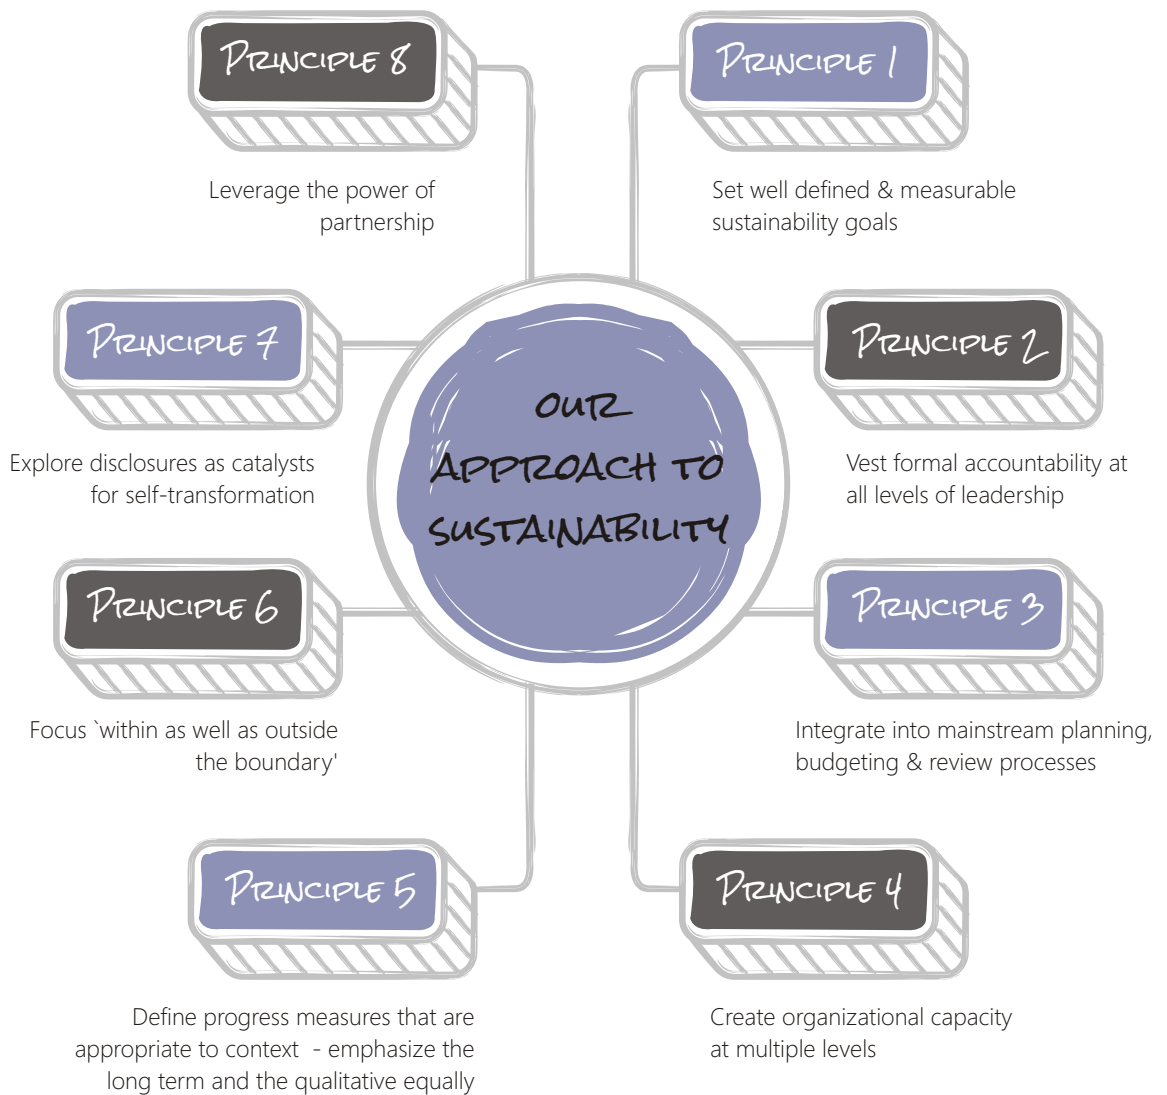 PRINCIPLE 8
Leverage the power of
partnership
PRINCIPLE 1
Set well defined & measurable
sustainability goals
PRINCIPLE 7
Explore disclosures as catalysts
for self-transformation
OUR
APPROACH TO
SUSTAINABILITY
PRINCIPLE 2
Vest formal accountability at
all levels of leadership
PRINCIPLE 6
Focus `within as well as outside
the boundary'
PRINCIPLE 3
Integrate into mainstream planning,
budgeting & review processes
PRINCIPLE 5
Define progress measures that are
appropriate to context  - emphasize the
long term and the qualitative equally
PRINCIPLE 4
Create organizational capacity
at multiple levels